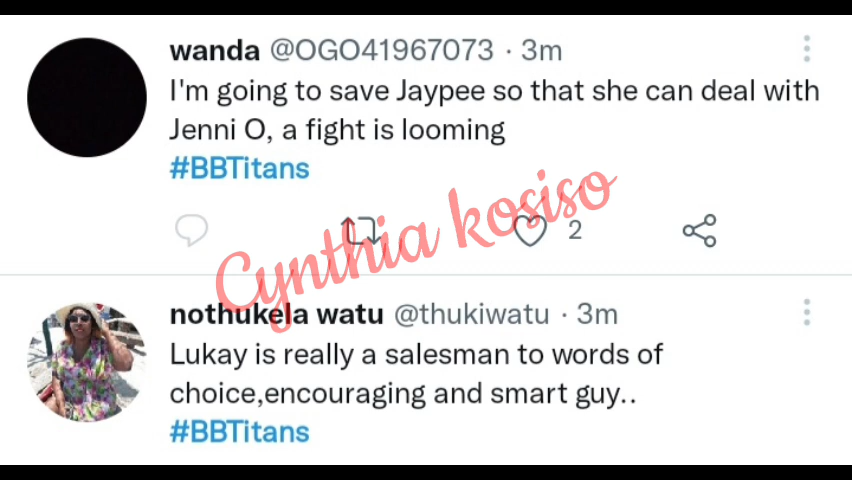 wanda @OGO41967073 · 3m
I'm going to save Jaypee so that she can deal with
Jenni O, a fight is looming
#BBTitans
Cynthia kosiso
2
nothukela watu @thukiwatu · 3m
Lukay is really a salesman to words of
choice,encouraging and smart guy..
#BBTitans